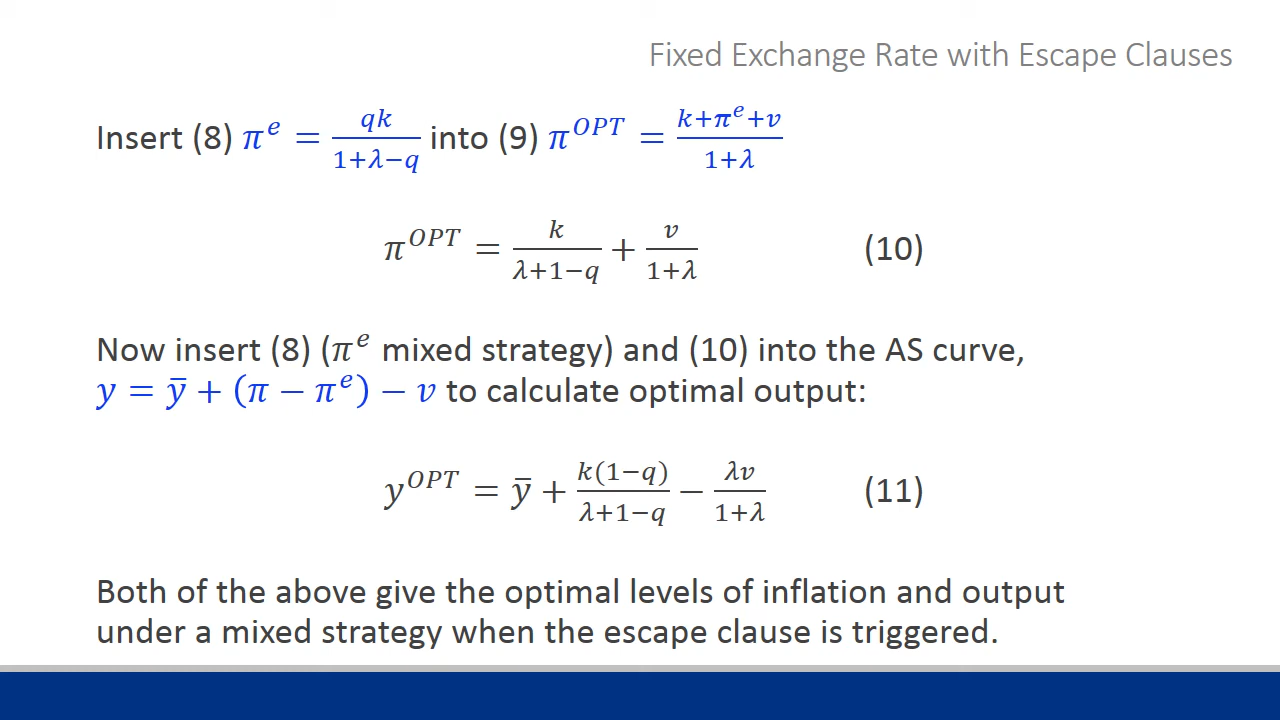 Fixed Exchange Rate with Escape Clauses
Insert (8) π^e = qk/(1+λ−q) into (9) π^OPT = (k+π^e+v)/(1+λ)
π^OPT = k/(λ+1−q) + v/(1+λ) (10)
Now insert (8) (π^e mixed strategy) and (10) into the AS curve,
y = ȳ + (π − π^e) − v to calculate optimal output:
y^OPT = ȳ + k(1−q)/(λ+1−q) − λv/(1+λ) (11)
Both of the above give the optimal levels of inflation and output
under a mixed strategy when the escape clause is triggered.